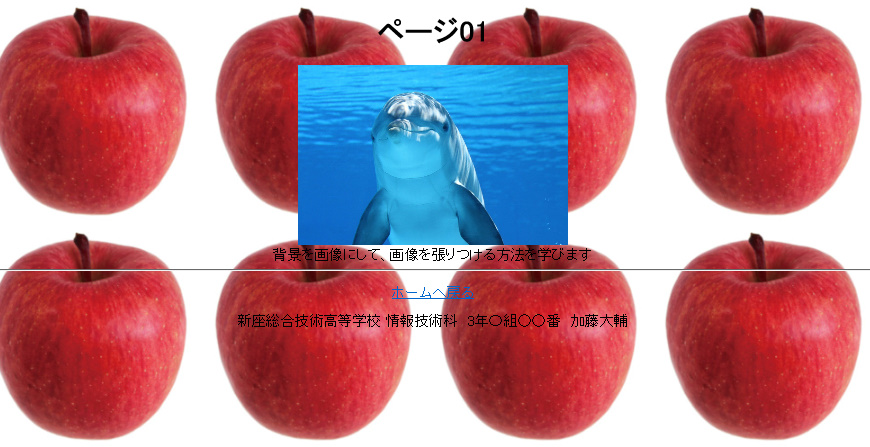 ページ01
背景を画像にして、画像を張りつける方法を学びます
ホームへ戻る
新座総合技術高等学校 情報技術科　3年〇組〇〇番　加藤大輔